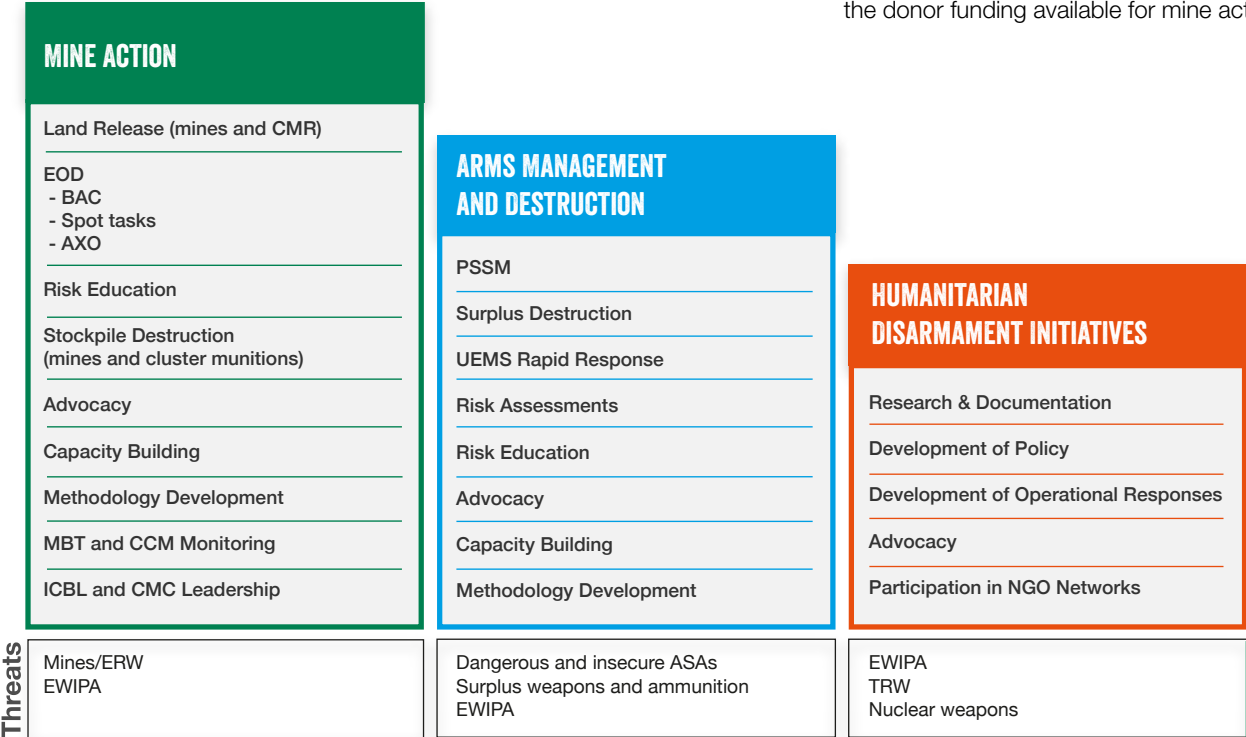 the donor funding available for mine act
MINE ACTION
Land Release (mines and CMR)
EOD
- BAC
- Spot tasks
- AXO
Risk Education
Stockpile Destruction
(mines and cluster munitions)
Advocacy
Capacity Building
Methodology Development
MBT and CCM Monitoring
ICBL and CMC Leadership
ARMS MANAGEMENT
AND DESTRUCTION
PSSM
Surplus Destruction
UEMS Rapid Response
Risk Assessments
Risk Education
Advocacy
Capacity Building
Methodology Development
HUMANITARIAN
DISARMAMENT INITIATIVES
Research & Documentation
Development of Policy
Development of Operational Responses
Advocacy
Participation in NGO Networks
Threats
Mines/ERW
EWIPA
Dangerous and insecure ASAs
Surplus weapons and ammunition
EWIPA
EWIPA
TRW
Nuclear weapons